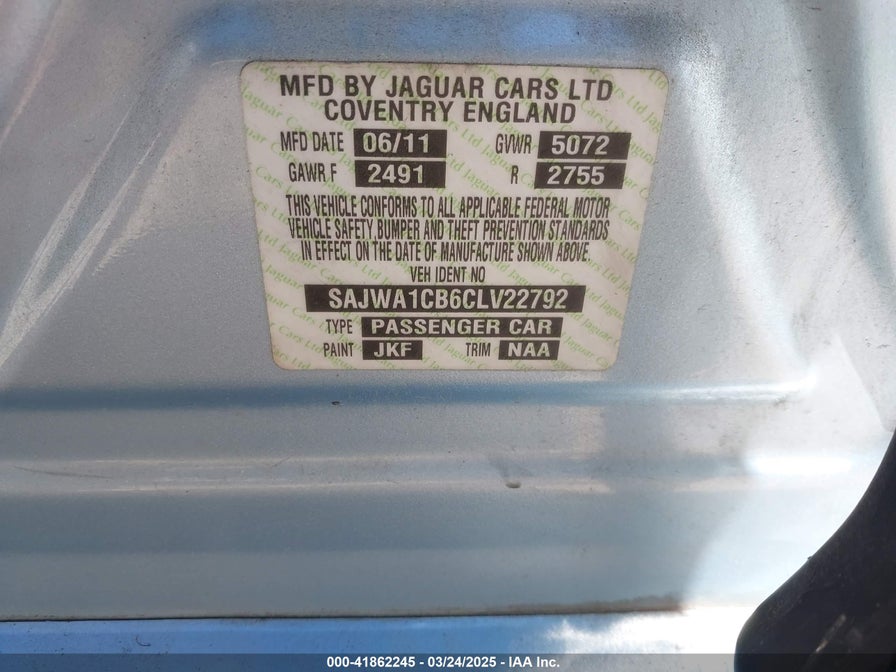 MFD BY JAGUAR CARS LTD
COVENTRY ENGLAND
MFD DATE 06/11 GVWR 5072
GAWR F 2491 R 2755
THIS VEHICLE CONFORMS TO ALL APPLICABLE FEDERAL MOTOR
VEHICLE SAFETY, BUMPER AND THEFT PREVENTION STANDARDS
IN EFFECT ON THE DATE OF MANUFACTURE SHOWN ABOVE.
VEH IDENT NO
SAJWA1CB6CLV22792
TYPE PASSENGER CAR
PAINT JKF TRIM NAA
000-41862245 - 03/24/2025 - IAA Inc.